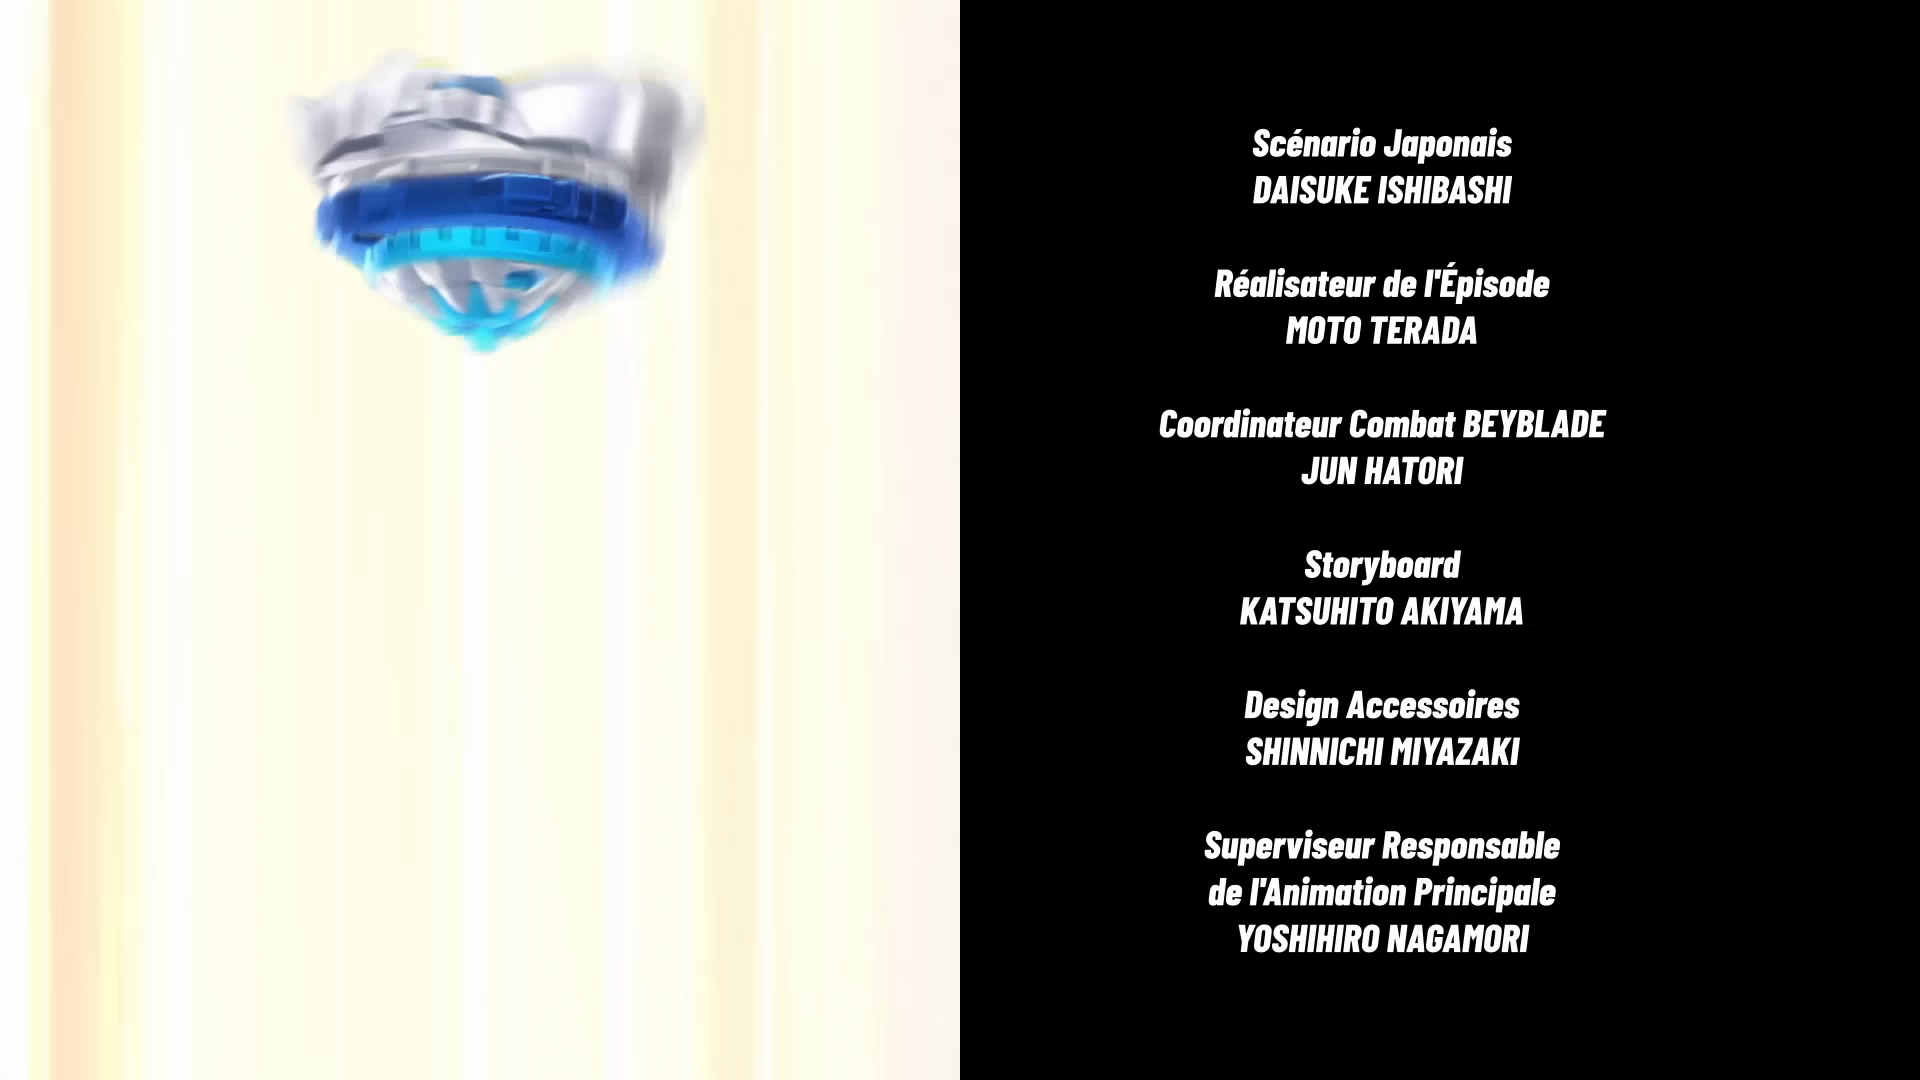 Scénario Japonais
DAISUKE ISHIBASHI
Réalisateur de l'Épisode
MOTO TERADA
Coordinateur Combat BEYBLADE
JUN HATORI
Storyboard
KATSUHITO AKIYAMA
Design Accessoires
SHINNICHI MIYAZAKI
Superviseur Responsable
de l'Animation Principale
YOSHIHIRO NAGAMORI